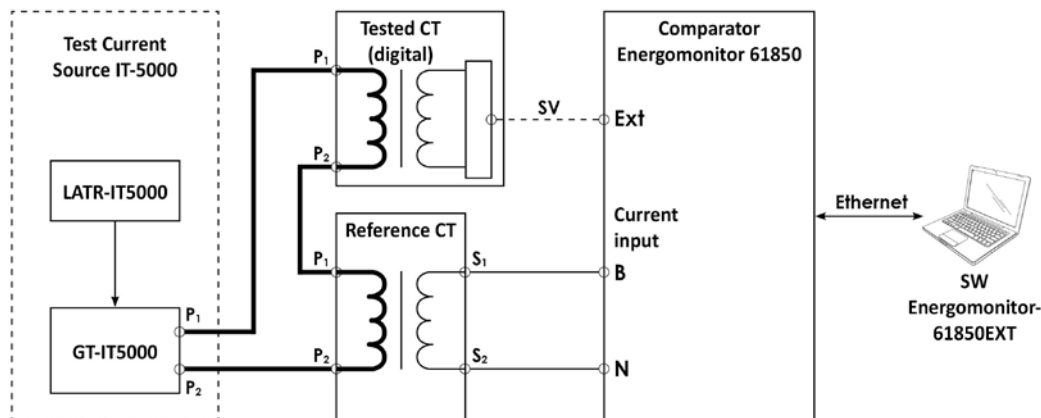 Test Current
Source IT-5000
LATR-IT5000
GT-IT5000
P1
P2
Tested CT
(digital)
P1
P2
SV
Reference CT
P1
P2
S1
S2
Comparator
Energomonitor 61850
Ext
Current
input
B
N
Ethernet
SW
Energomonitor-
61850EXT